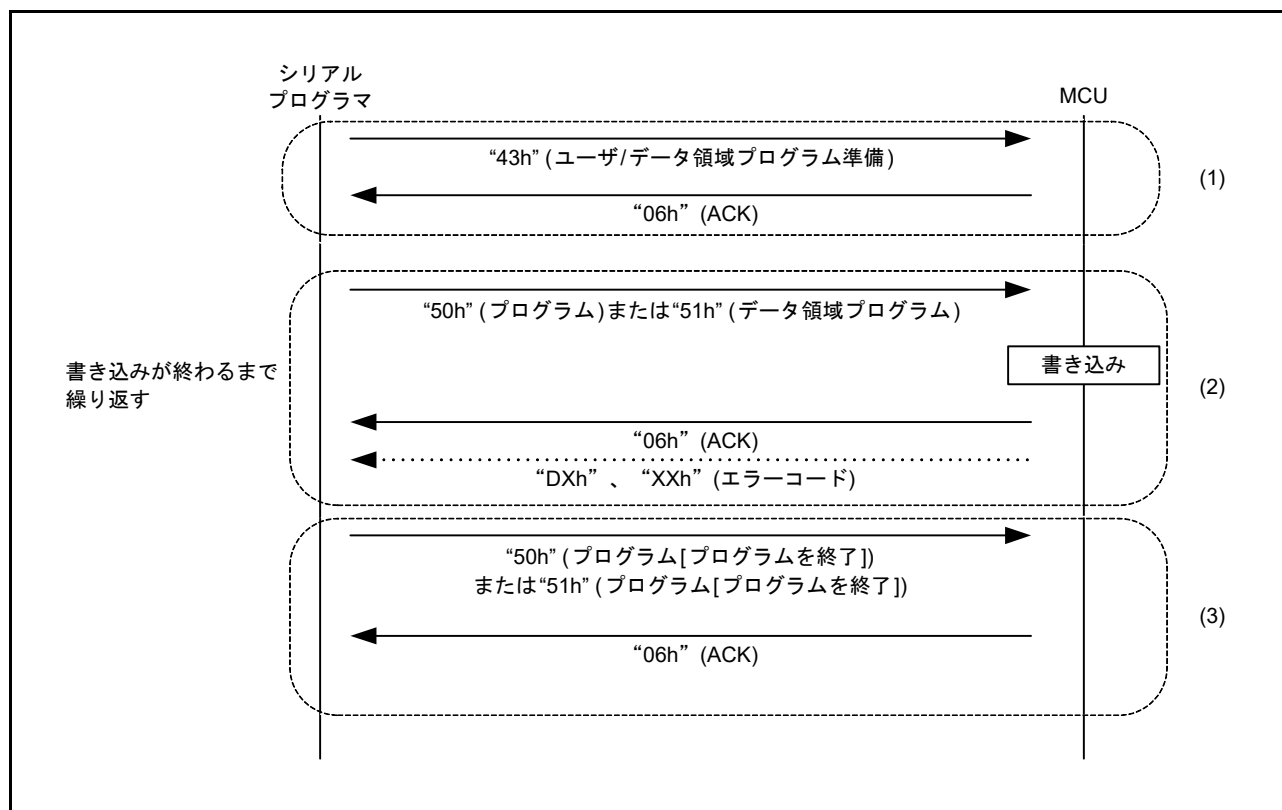 シリアル
プログラマ
MCU
“43h” (ユーザ/データ領域プログラム準備)
“06h” (ACK)
(1)
“50h” (プログラム)または“51h” (データ領域プログラム)
書き込み
書き込みが終わるまで
繰り返す
(2)
“06h” (ACK)
“DXh” 、 “XXh” (エラーコード)
“50h” (プログラム[プログラムを終了])
または“51h” (プログラム[プログラムを終了])
(3)
“06h” (ACK)